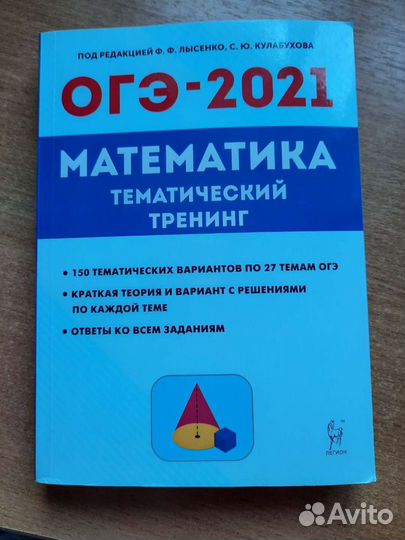 ПОД РЕДАКЦИЕЙ Ф. Ф. ЛЫСЕНКО, С. Ю. КУЛАБУХОВА
ОГЭ-2021
МАТЕМАТИКА
ТЕМАТИЧЕСКИЙ
ТРЕНИНГ
• 150 ТЕМАТИЧЕСКИХ ВАРИАНТОВ ПО 27 ТЕМАМ ОГЭ
• КРАТКАЯ ТЕОРИЯ И ВАРИАНТ С РЕШЕНИЯМИ
ПО КАЖДОЙ ТЕМЕ
• ОТВЕТЫ КО ВСЕМ ЗАДАНИЯМ
TM
ЛЕГИОН
Avito